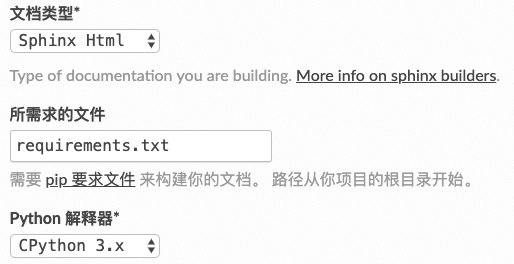 文档类型*
Sphinx Html
Type of documentation you are building. More info on sphinx builders.
所需求的文件
requirements.txt
需要 pip 要求文件 来构建你的文档。 路径从你项目的根目录开始。
Python 解释器*
CPython 3.x